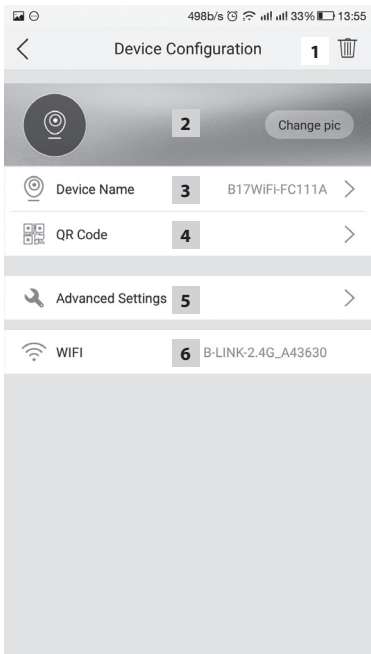 498b/s 33% 13:55
Device Configuration 1
2 Change pic
Device Name 3 B17WiFi-FC111A
QR Code 4
Advanced Settings 5
WIFI 6 B-LINK-2.4G_A43630